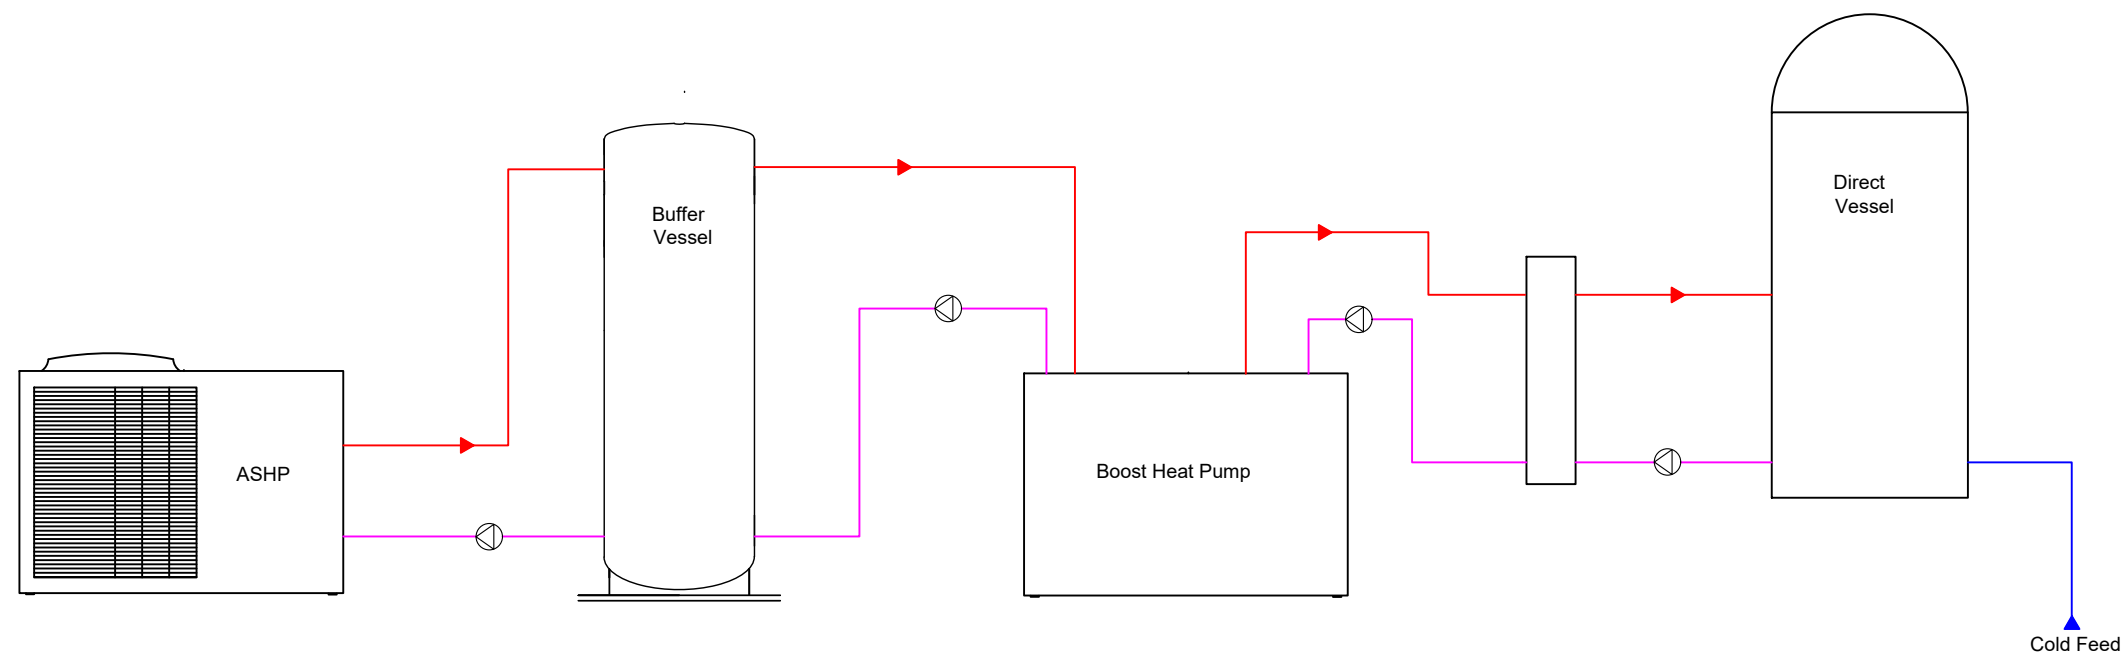 Buffer
Vessel
Direct
Vessel
ASHP
Boost Heat Pump
Cold Feed